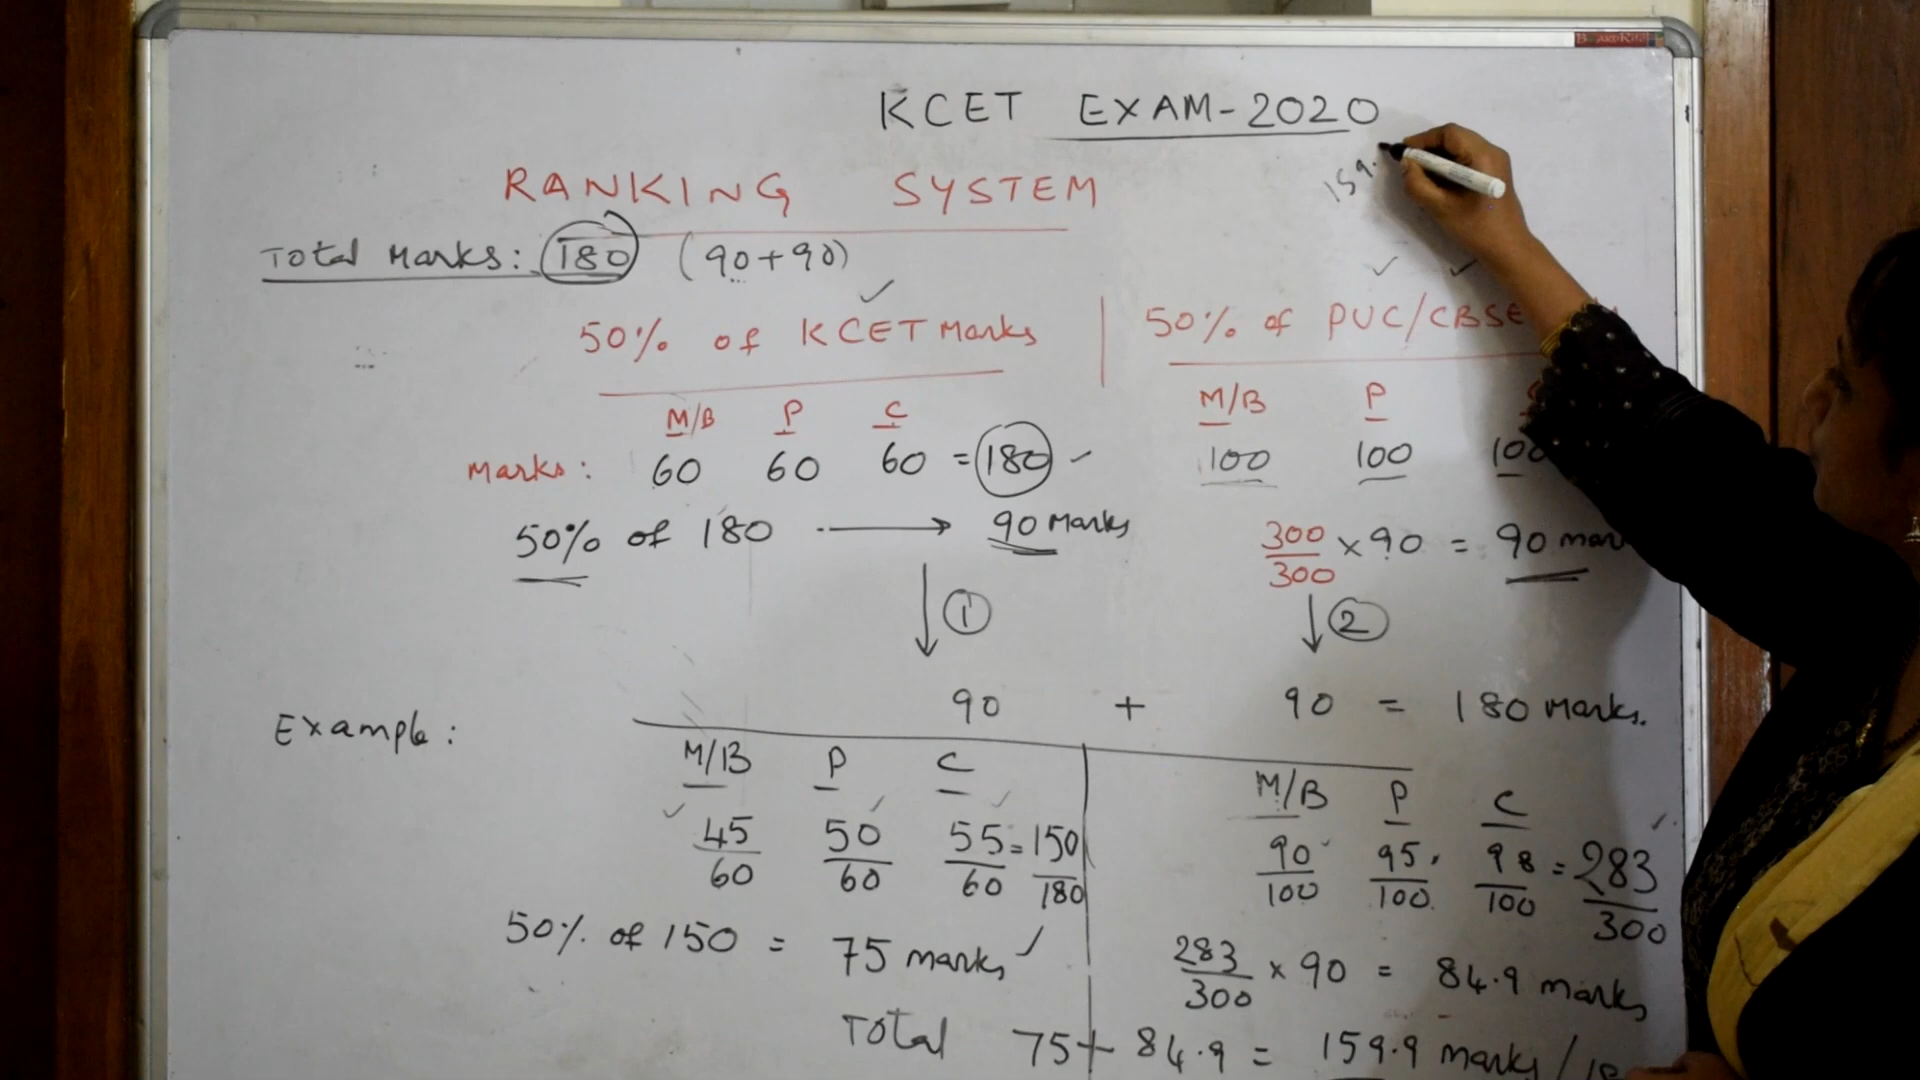 KCET EXAM-2020
159.
RANKING SYSTEM
Total Marks: 180 (90+90)
50% of KCET Marks
50% of PUC/CBSE
M/B P C
M/B P
Marks: 60 60 60 = 180
100 100 100
50% of 180 → 90 Marks
300/300 × 90 = 90
1
2
90 + 90 = 180 Marks.
Example:
M/B P C
M/B P C
45/60 50/60 55/60 = 150/180
90/100 95/100 98/100 = 283/300
50% of 150 = 75 marks
283/300 × 90 = 84.9 marks
Total 75 + 84.9 = 159.9 marks /